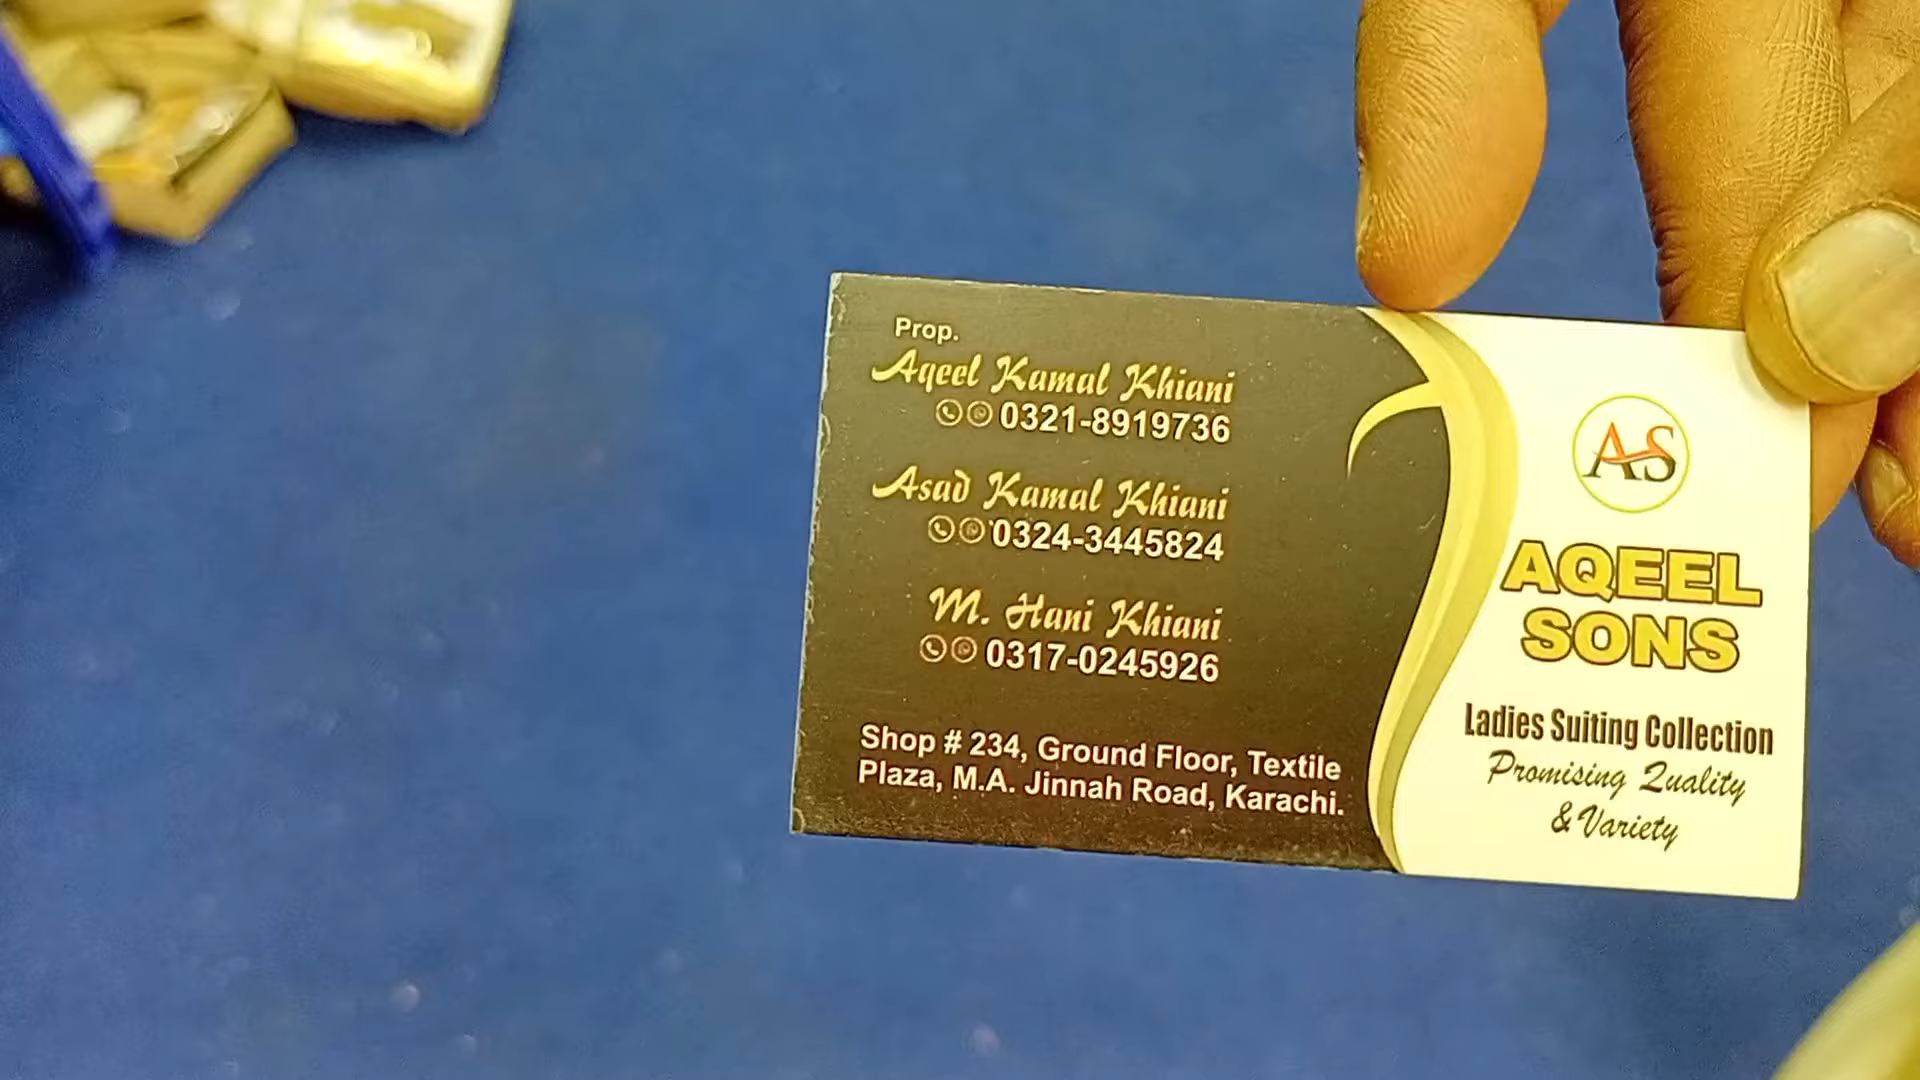 Prop.
Aqeel Kamal Khiani
0321-8919736
Asad Kamal Khiani
0324-3445824
M. Hani Khiani
0317-0245926
Shop # 234, Ground Floor, Textile
Plaza, M.A. Jinnah Road, Karachi.
AS
AQEEL
SONS
Ladies Suiting Collection
Promising Quality
& Variety